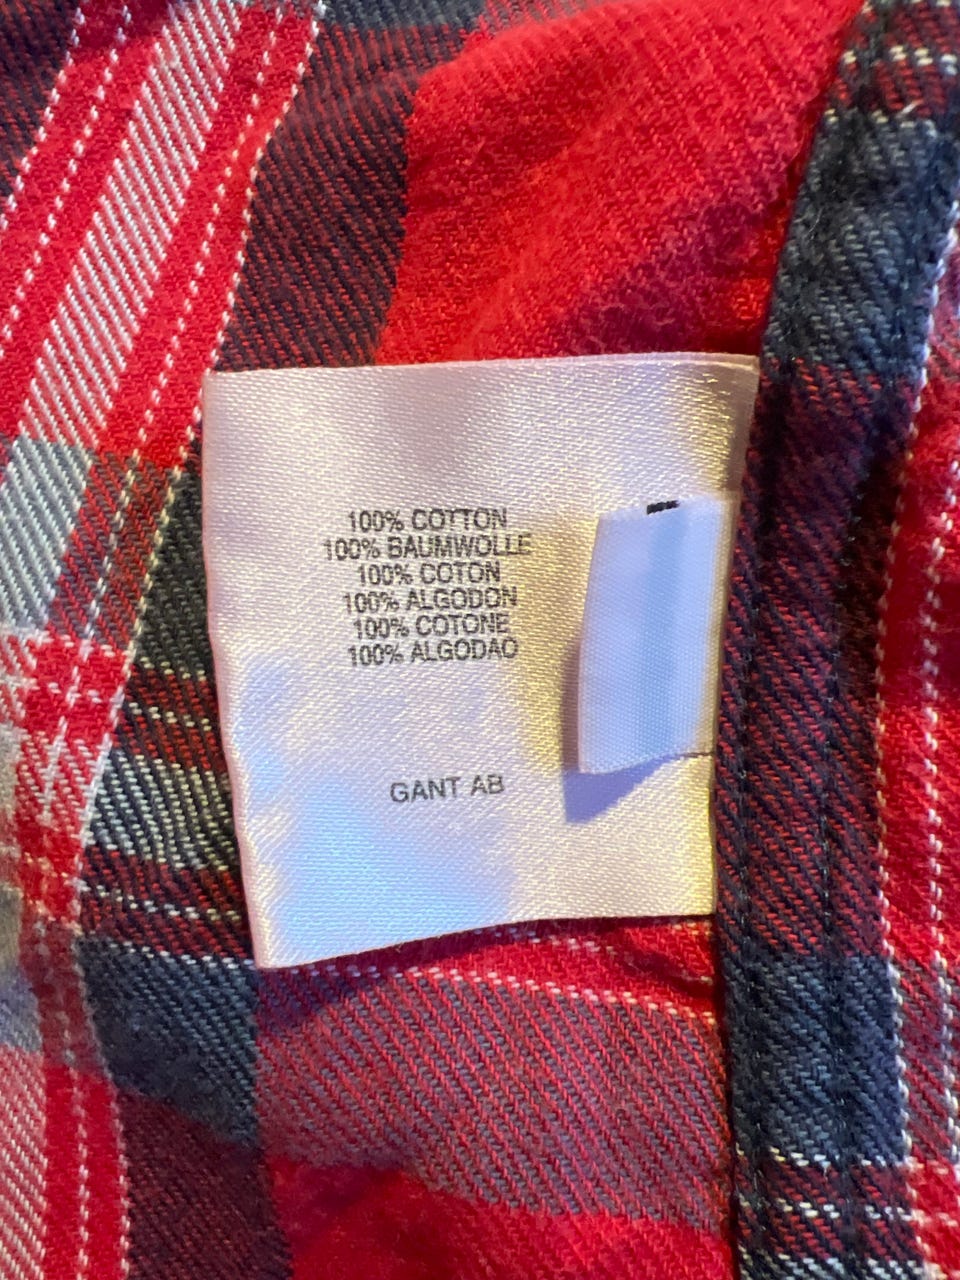 100% COTTON
100% BAUMWOLLE
100% COTON
100% ALGODON
100% COTONE
100% ALGODAO
GANT AB